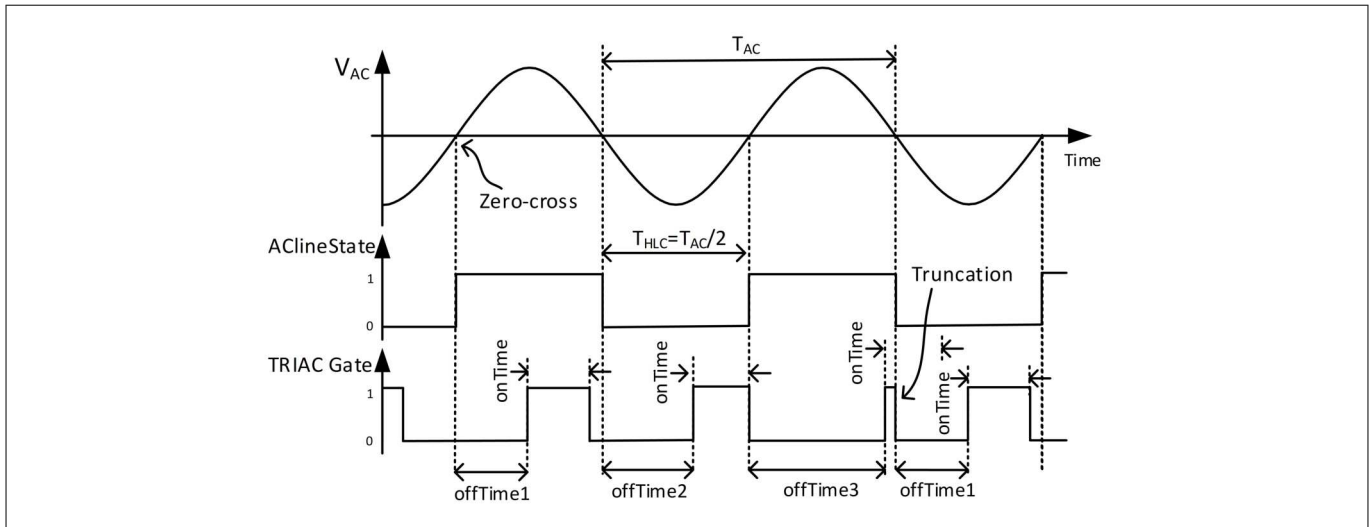 T_AC
V_AC
Time
Zero-cross
T_HLC=T_AC/2
AClineState
1
0
Truncation
TRIAC Gate
1
0
onTime
onTime
onTime
onTime
offTime1
offTime2
offTime3
offTime1